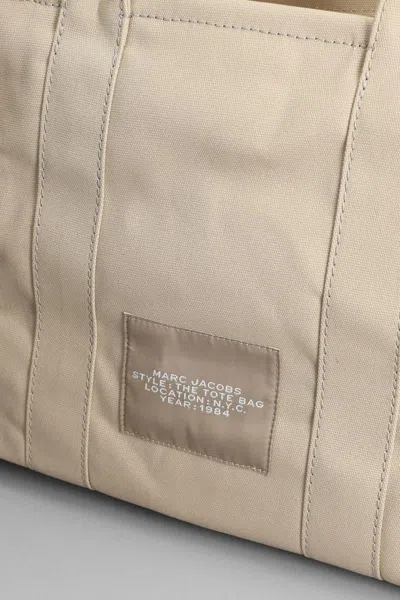 MARC JACOBS
STYLE:THE TOTE BAG
LOCATION:N.Y.C.
YEAR:1984